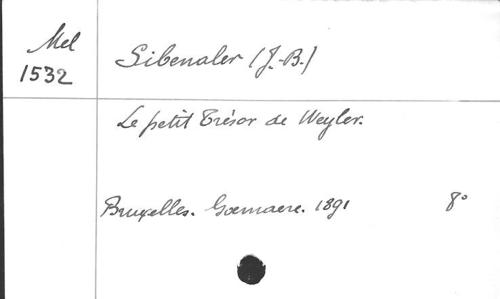 Mel
1532
Sibenaler (J.-B.)
Le petit Trésor de Weyler.
Bruxelles. Goemaere. 1891 8°